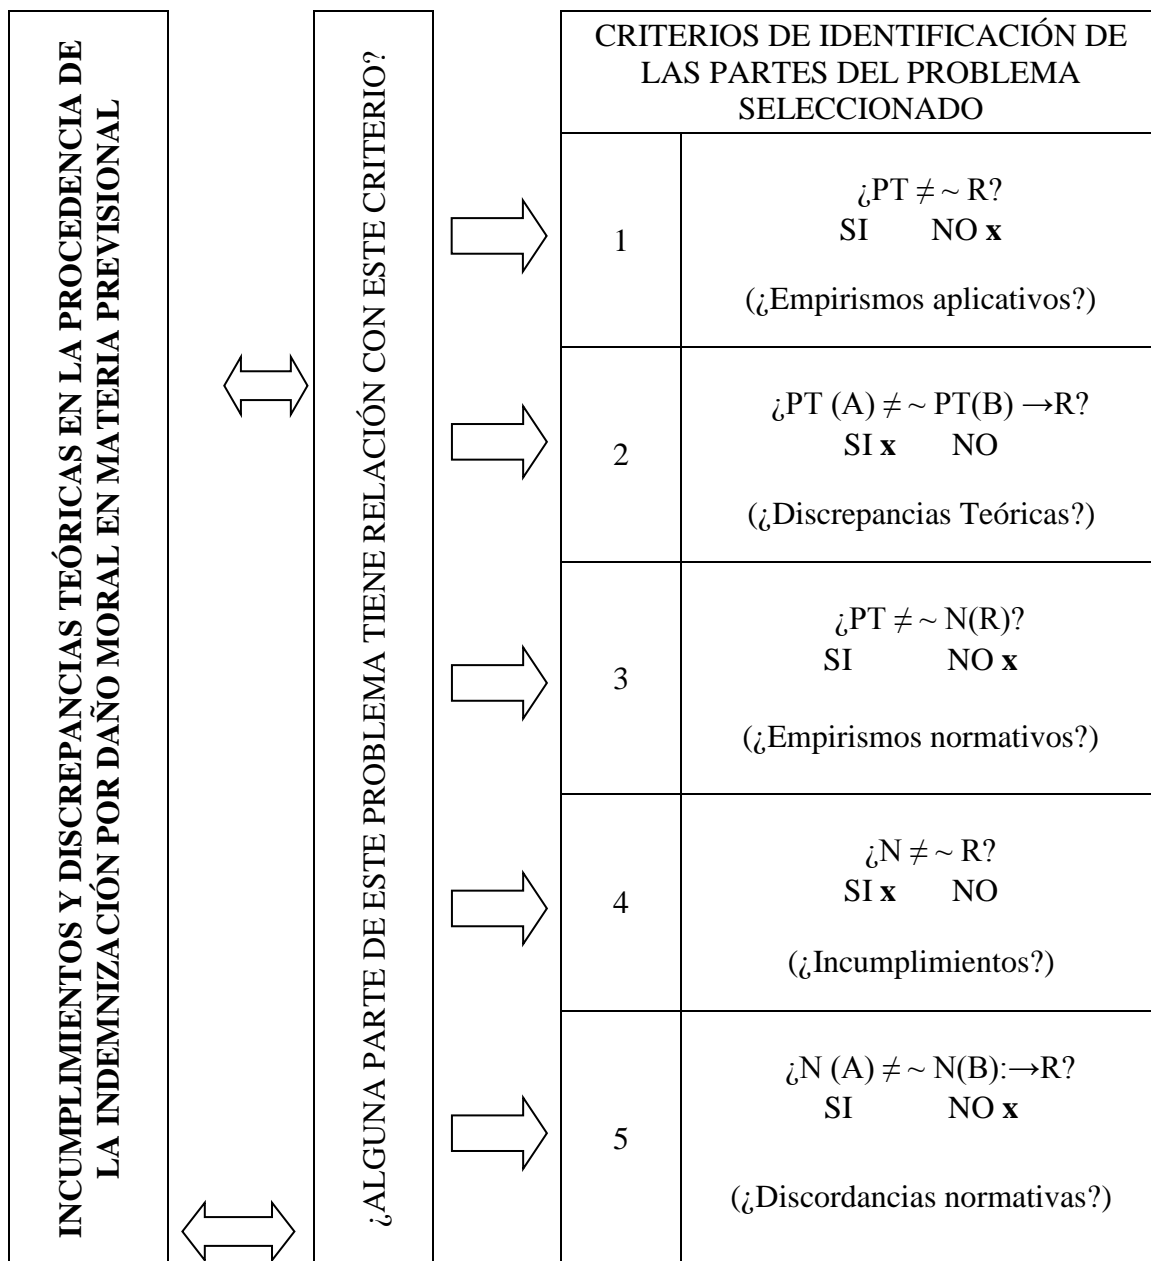 INCUMPLIMIENTOS Y DISCREPANCIAS TEÓRICAS EN LA PROCEDENCIA DE
LA INDEMNIZACIÓN POR DAÑO MORAL EN MATERIA PREVISIONAL
¿ALGUNA PARTE DE ESTE PROBLEMA TIENE RELACIÓN CON ESTE CRITERIO?
CRITERIOS DE IDENTIFICACIÓN DE
LAS PARTES DEL PROBLEMA
SELECCIONADO
1
¿PT ≠ ~ R?
SI NO x
(¿Empirismos aplicativos?)
2
¿PT (A) ≠ ~ PT(B) →R?
SI x NO
(¿Discrepancias Teóricas?)
3
¿PT ≠ ~ N(R)?
SI NO x
(¿Empirismos normativos?)
4
¿N ≠ ~ R?
SI x NO
(¿Incumplimientos?)
5
¿N (A) ≠ ~ N(B):→R?
SI NO x
(¿Discordancias normativas?)